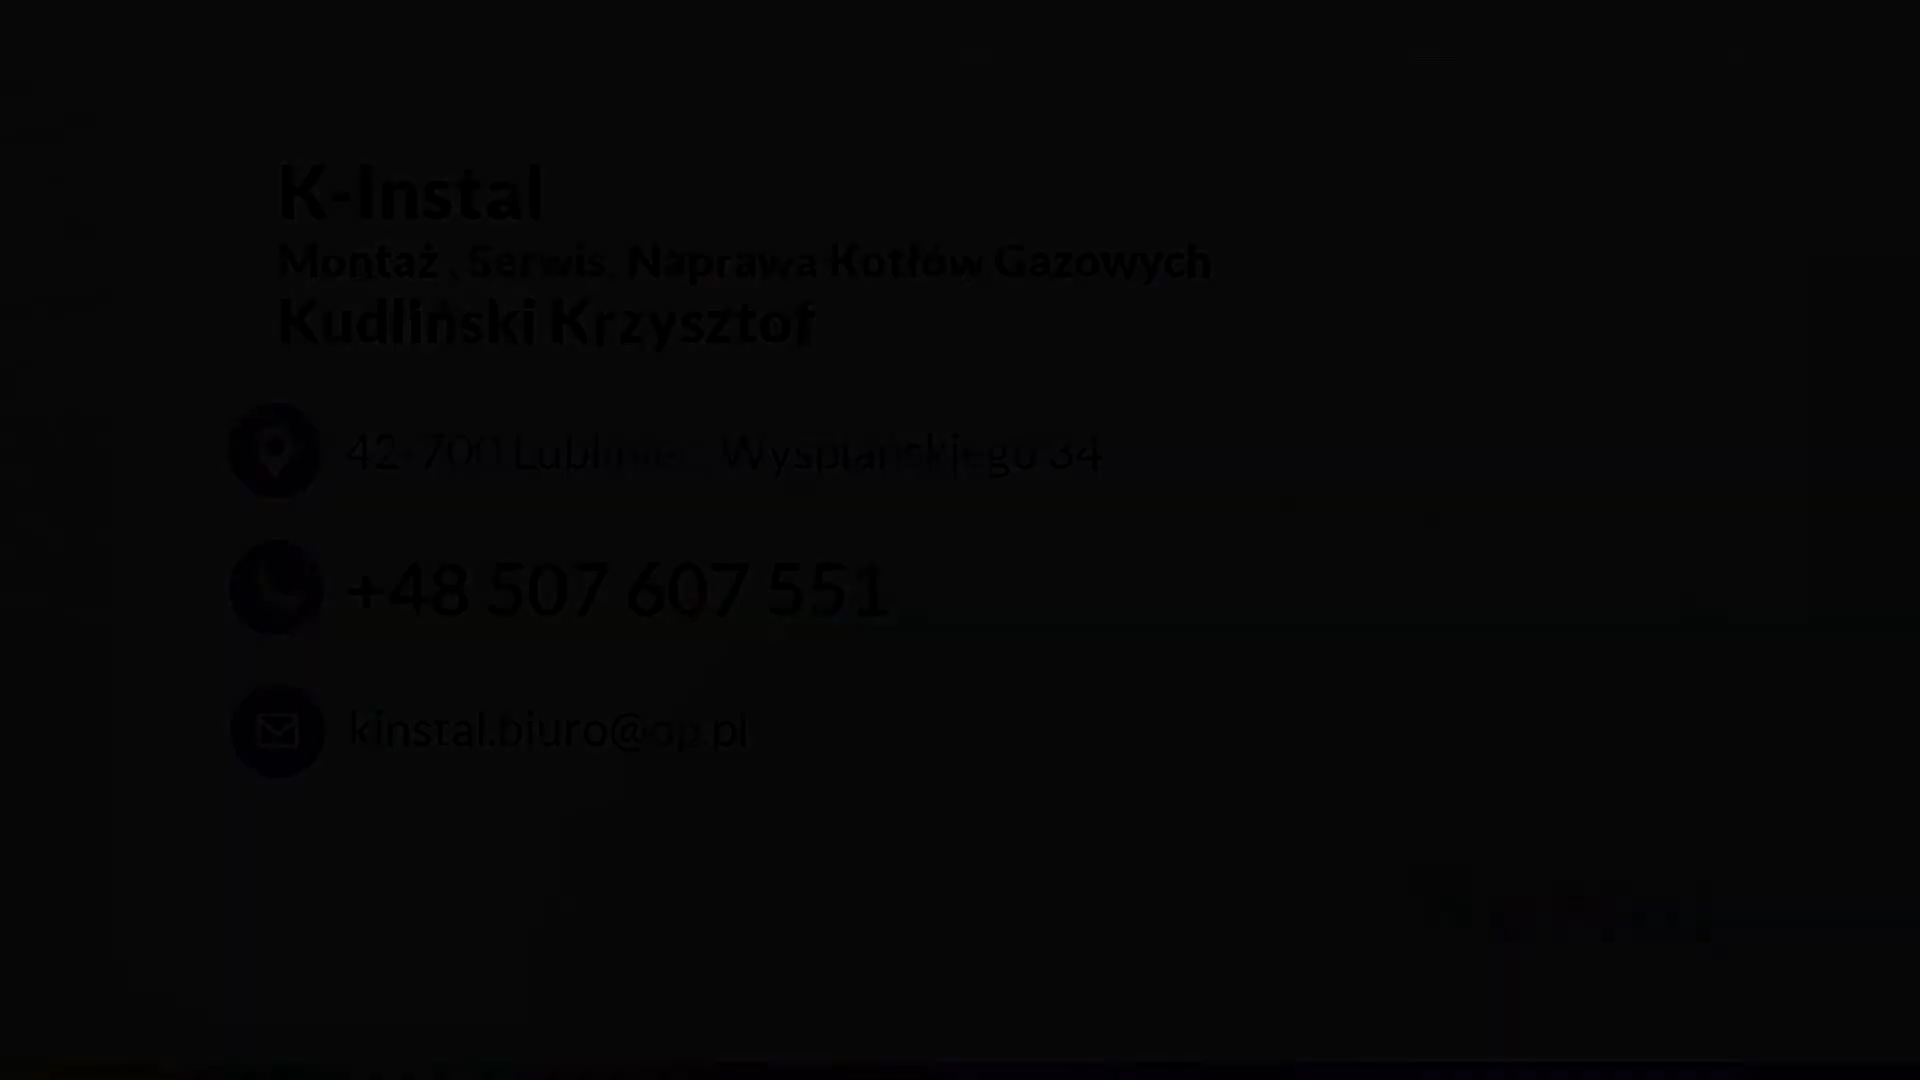 K-Instal
Montaż , Serwis, Naprawa Kotłów Gazowych
Kudliński Krzysztof
42-700 Lubliniec, Wyspiańskiego 34
+48 507 607 551
kinstal.biuro@op.pl